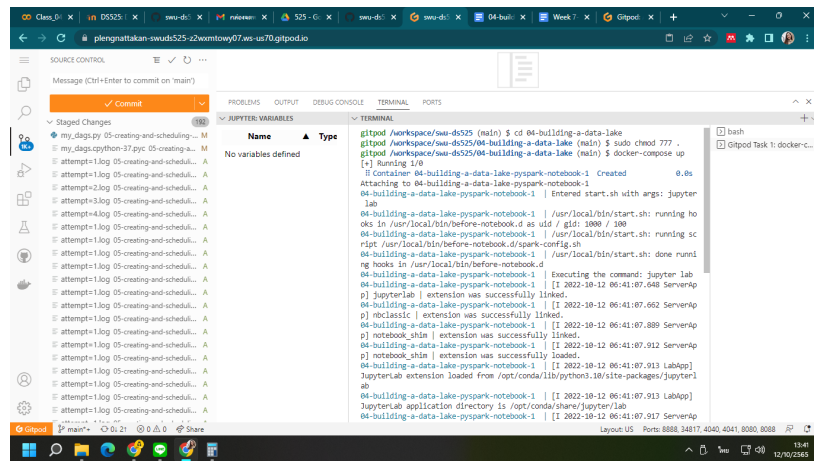 Class_04
DS525:
swu-ds5
525 - Go
swu-ds5
swu-ds5
04-build
Week 7-
Gitpod:
plengnattakan-swuds525-z2wxmtowy07.ws-us70.gitpod.io
SOURCE CONTROL
Message (Ctrl+Enter to commit on 'main')
Commit
Staged Changes 192
my_dags.py 05-creating-and-scheduling-... M
my_dags.cpython-37.pyc 05-creating-a... M
attempt=1.log 05-creating-and-scheduli... A
attempt=1.log 05-creating-and-scheduli... A
attempt=2.log 05-creating-and-scheduli... A
attempt=3.log 05-creating-and-scheduli... A
attempt=4.log 05-creating-and-scheduli... A
attempt=1.log 05-creating-and-scheduli... A
attempt=1.log 05-creating-and-scheduli... A
attempt=1.log 05-creating-and-scheduli... A
attempt=1.log 05-creating-and-scheduli... A
attempt=1.log 05-creating-and-scheduli... A
attempt=1.log 05-creating-and-scheduli... A
attempt=1.log 05-creating-and-scheduli... A
attempt=1.log 05-creating-and-scheduli... A
attempt=1.log 05-creating-and-scheduli... A
attempt=1.log 05-creating-and-scheduli... A
attempt=1.log 05-creating-and-scheduli... A
attempt=1.log 05-creating-and-scheduli... A
attempt=1.log 05-creating-and-scheduli... A
attempt=1.log 05-creating-and-scheduli... A
1K+
PROBLEMS OUTPUT DEBUG CONSOLE TERMINAL PORTS
JUPYTER: VARIABLES
Name Type
No variables defined
TERMINAL
gitpod /workspace/swu-ds525 (main) $ cd 04-building-a-data-lake
gitpod /workspace/swu-ds525/04-building-a-data-lake (main) $ sudo chmod 777 .
gitpod /workspace/swu-ds525/04-building-a-data-lake (main) $ docker-compose up
[+] Running 1/0
Container 04-building-a-data-lake-pyspark-notebook-1 Created 0.0s
Attaching to 04-building-a-data-lake-pyspark-notebook-1
04-building-a-data-lake-pyspark-notebook-1 | Entered start.sh with args: jupyter
lab
04-building-a-data-lake-pyspark-notebook-1 | /usr/local/bin/start.sh: running ho
oks in /usr/local/bin/before-notebook.d as uid / gid: 1000 / 100
04-building-a-data-lake-pyspark-notebook-1 | /usr/local/bin/start.sh: running sc
ript /usr/local/bin/before-notebook.d/spark-config.sh
04-building-a-data-lake-pyspark-notebook-1 | /usr/local/bin/start.sh: done runni
ng hooks in /usr/local/bin/before-notebook.d
04-building-a-data-lake-pyspark-notebook-1 | Executing the command: jupyter lab
04-building-a-data-lake-pyspark-notebook-1 | [I 2022-10-12 06:41:07.648 ServerAp
p] jupyterlab | extension was successfully linked.
04-building-a-data-lake-pyspark-notebook-1 | [I 2022-10-12 06:41:07.662 ServerAp
p] nbclassic | extension was successfully linked.
04-building-a-data-lake-pyspark-notebook-1 | [I 2022-10-12 06:41:07.889 ServerAp
p] notebook_shim | extension was successfully linked.
04-building-a-data-lake-pyspark-notebook-1 | [I 2022-10-12 06:41:07.912 ServerAp
p] notebook_shim | extension was successfully loaded.
04-building-a-data-lake-pyspark-notebook-1 | [I 2022-10-12 06:41:07.913 LabApp]
JupyterLab extension loaded from /opt/conda/lib/python3.10/site-packages/jupyterl
ab
04-building-a-data-lake-pyspark-notebook-1 | [I 2022-10-12 06:41:07.913 LabApp]
JupyterLab application directory is /opt/conda/share/jupyter/lab
04-building-a-data-lake-pyspark-notebook-1 | [I 2022-10-12 06:41:07.917 ServerAp
bash
Gitpod Task 1: docker-c...
Gitpod main*+ 0↓ 2↑ 0 0 Share
Layout: US Ports: 8888, 34817, 4040, 4041, 8080, 8088
ไทย
13:41
12/10/2565